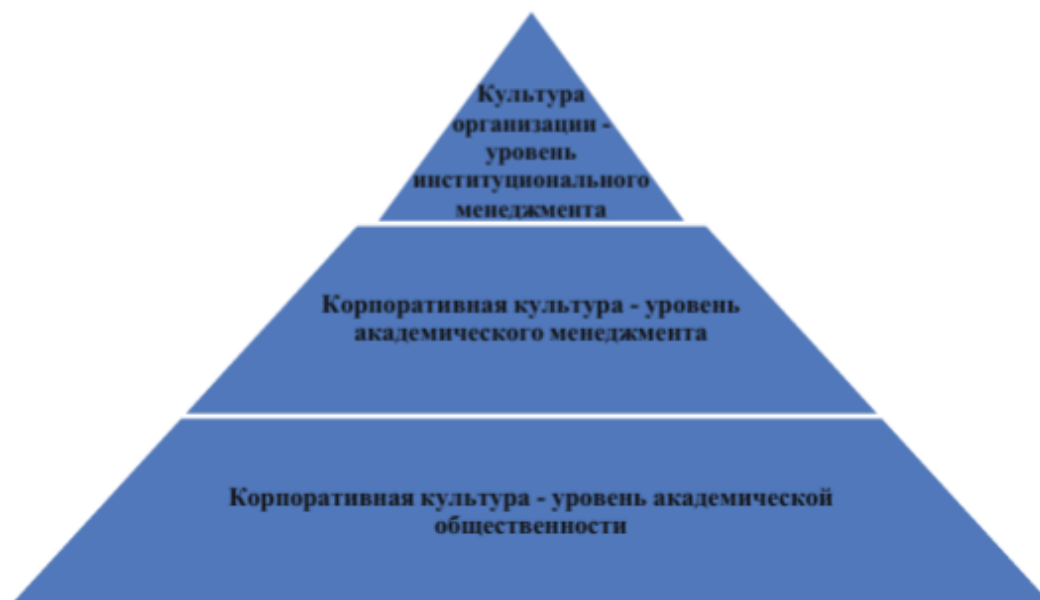 Культура
организации -
уровень
институционального
менеджмента
Корпоративная культура - уровень
академического менеджмента
Корпоративная культура - уровень академической
общественности